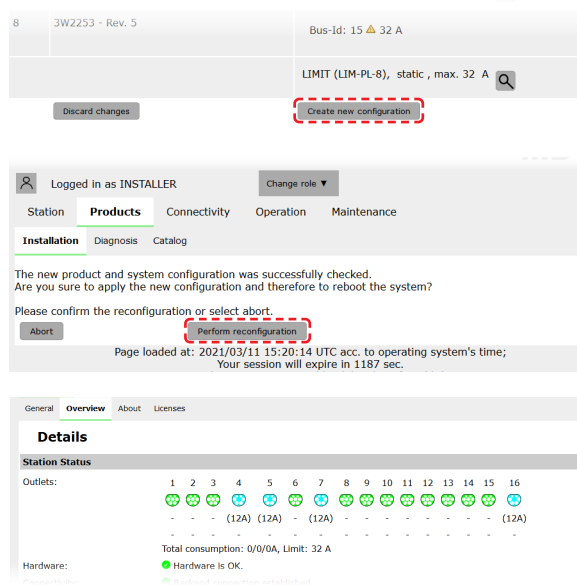 8 3W2253 - Rev. 5 Bus-Id: 15 32 A
LIMIT (LIM-PL-8), static , max. 32 A
Discard changes Create new configuration
Logged in as INSTALLER Change role ▼
Station Products Connectivity Operation Maintenance
Installation Diagnosis Catalog
The new product and system configuration was successfully checked.
Are you sure to apply the new configuration and therefore to reboot the system?
Please confirm the reconfiguration or select abort.
Abort Perform reconfiguration
Page loaded at: 2021/03/11 15:20:14 UTC acc. to operating system's time;
Your session will expire in 1187 sec.
General Overview About Licenses
Details
Station Status
Outlets: 1 2 3 4 5 6 7 8 9 10 11 12 13 14 15 16
- - - (12A) (12A) - (12A) - - - - - - - - (12A)
- - - - - - - - - - - - - - - -
Total consumption: 0/0/0A, Limit: 32 A
Hardware: Hardware is OK.
Connectivity: Backend connection established